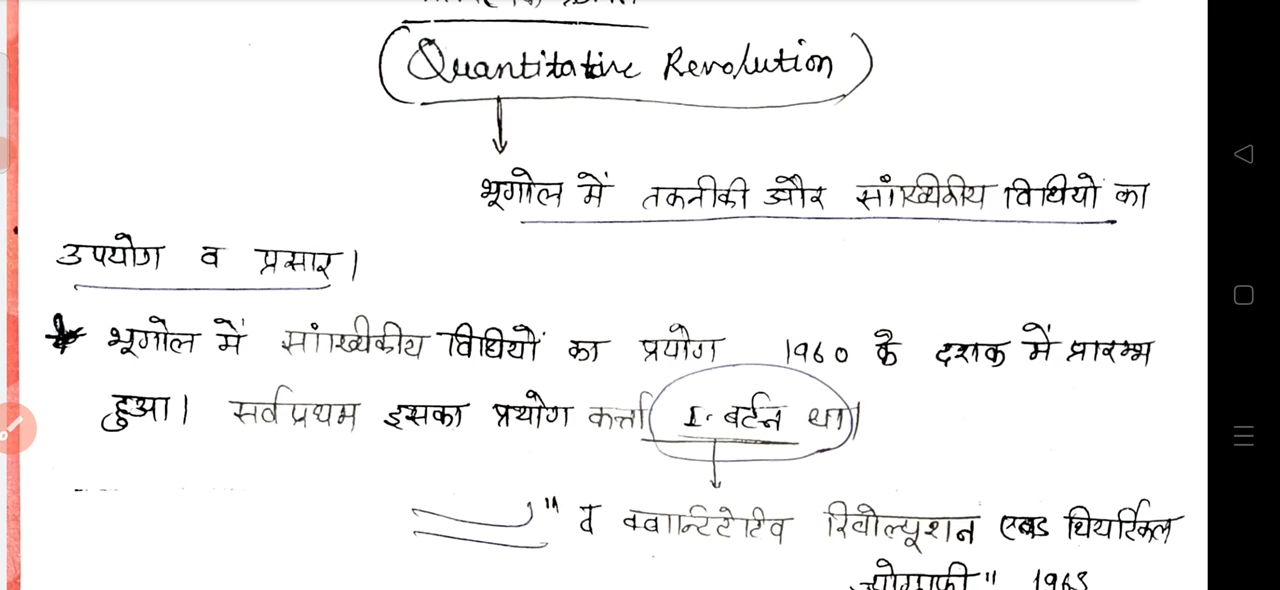 (Quantitative Revolution)
भूगोल में तकनीकी और सांख्यिकीय विधियों का
उपयोग व प्रसार।
भूगोल में सांख्यिकीय विधियों का प्रयोग 1960 के दशक में प्रारम्भ
हुआ। सर्वप्रथम इसका प्रयोग कर्त्ता I. बर्टन था।
"द क्वान्टिटेटिव रिवोल्यूशन एण्ड थियर्टिकल